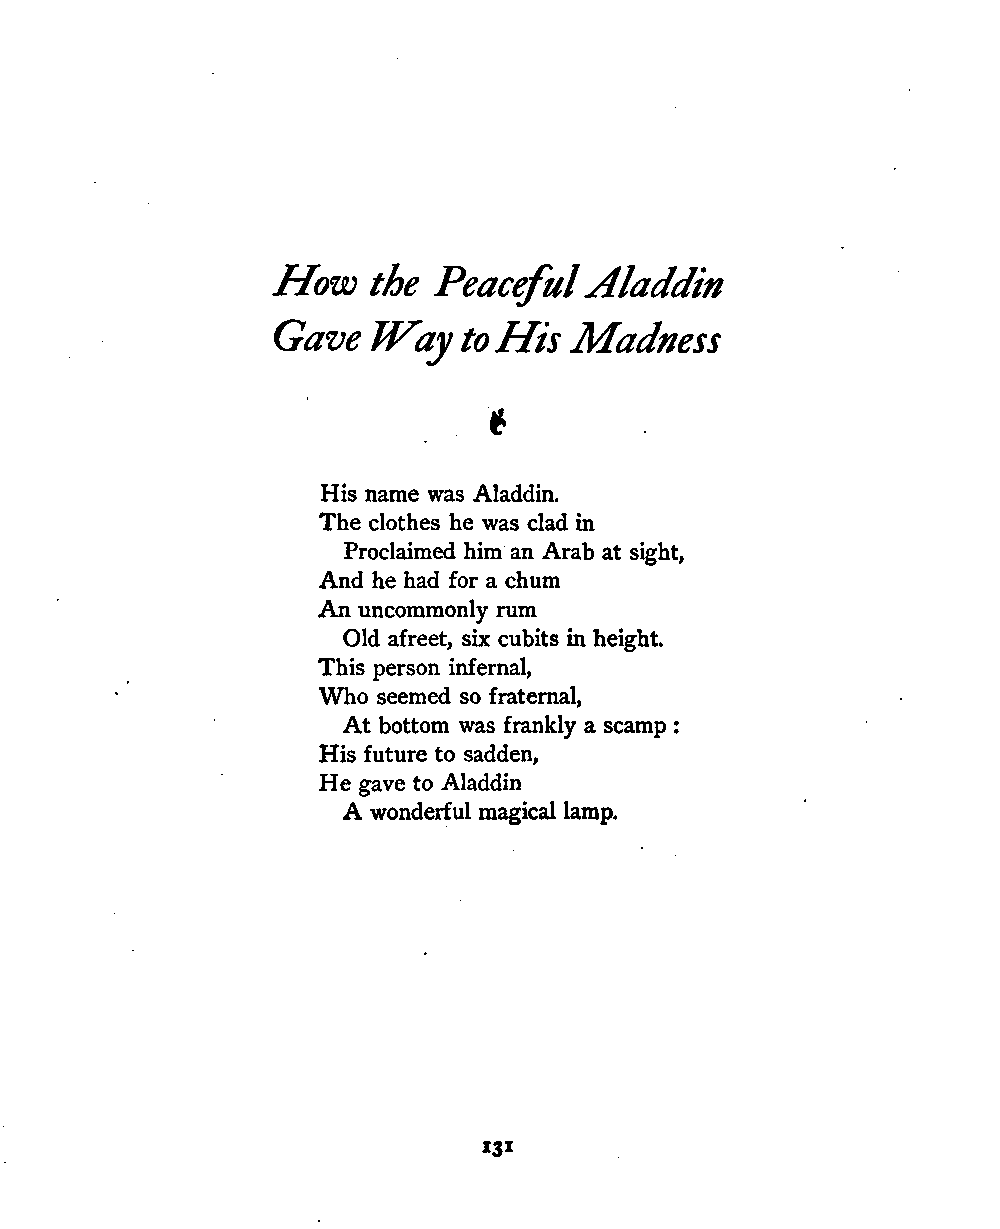 How the Peaceful Aladdin
Gave Way to His Madness
His name was Aladdin.
The clothes he was clad in
Proclaimed him an Arab at sight,
And he had for a chum
An uncommonly rum
Old afreet, six cubits in height.
This person infernal,
Who seemed so fraternal,
At bottom was frankly a scamp :
His future to sadden,
He gave to Aladdin
A wonderful magical lamp.
131